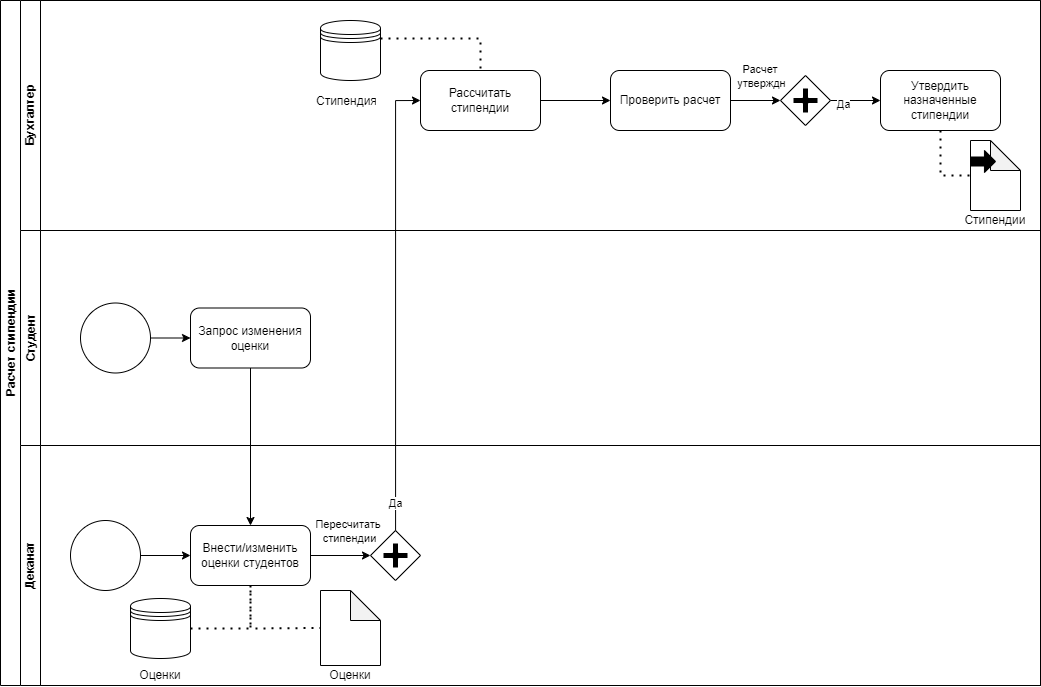 Расчет стипендии
Бухгалтер
Стипендия
Рассчитать
стипендии
Проверить расчет
Расчет
утверждн
Да
Утвердить
назначенные
стипендии
Стипендии
Студент
Запрос изменения
оценки
Деканат
Внести/изменить
оценки студентов
Пересчитать
стипендии
Да
Оценки
Оценки